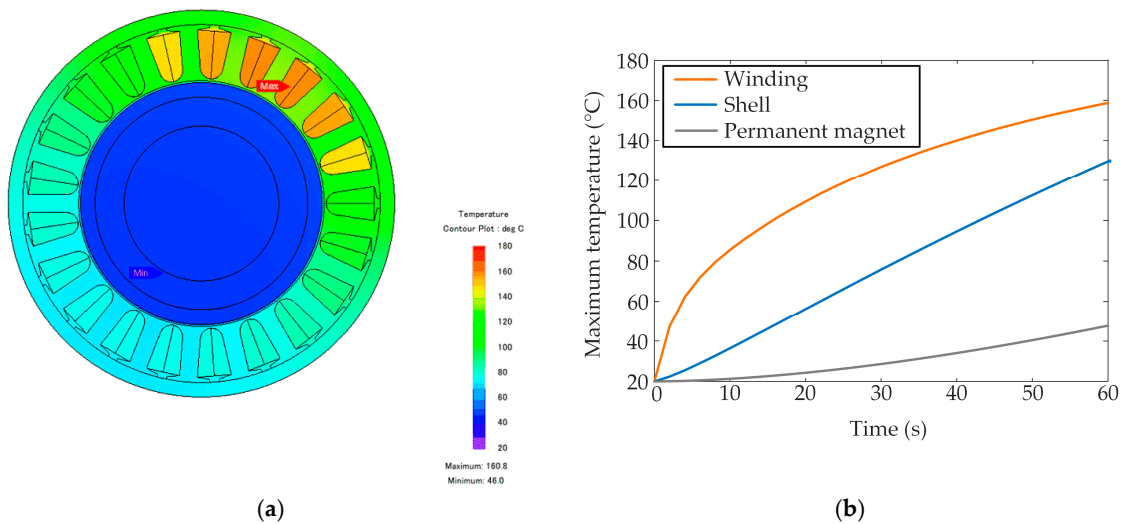 Max
Min
Temperature
Contour Plot : deg C
180
160
140
120
100
80
60
40
20
Maximum: 160.8
Minimum: 46.0
(a)
Winding
Shell
Permanent magnet
Maximum temperature (°C)
180
160
140
120
100
80
60
40
20
0 10 20 30 40 50 60
Time (s)
(b)